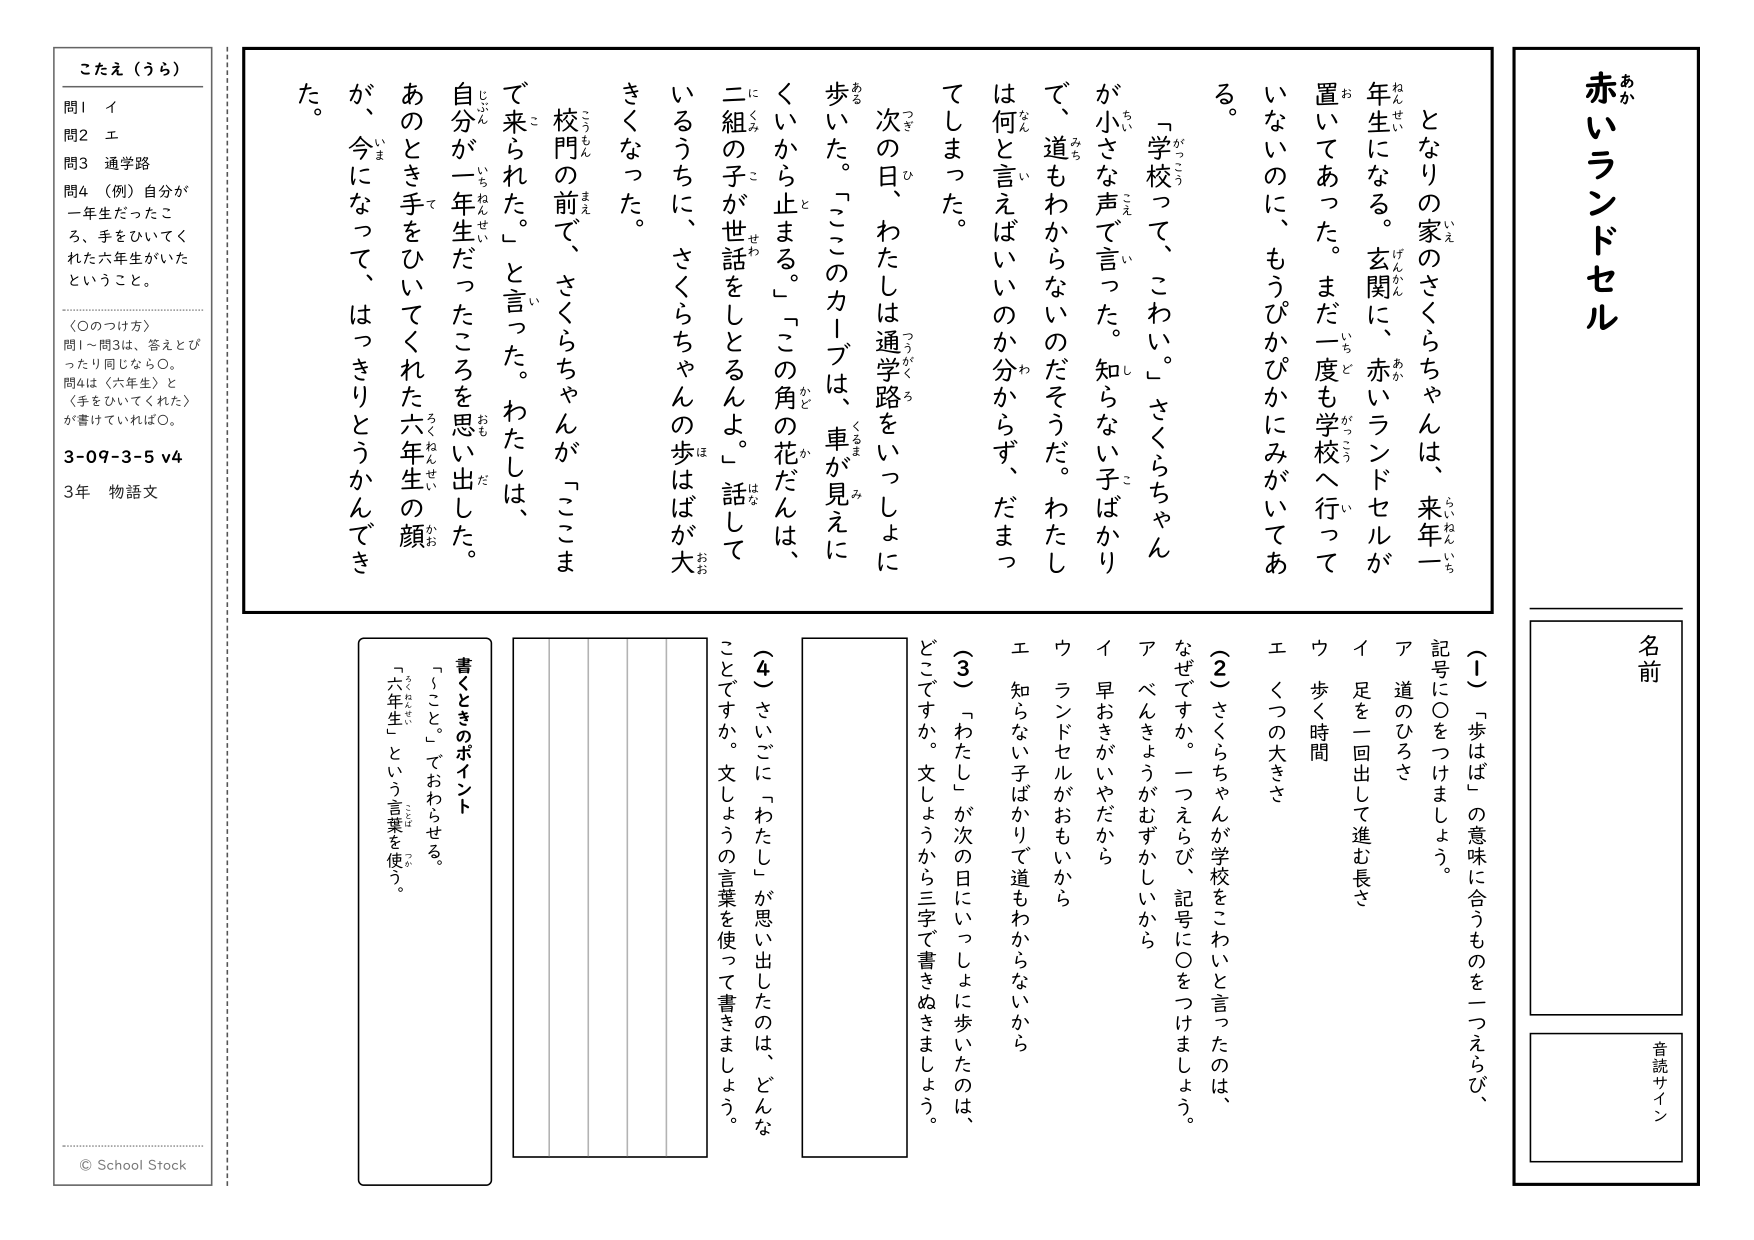 赤いランドセル
名前
音読サイン
となりの家のさくらちゃんは、来年一
年生になる。玄関に、赤いランドセルが
置いてあった。まだ一度も学校へ行って
いないのに、もうぴかぴかにみがいてあ
る。
「学校って、こわい。」さくらちゃん
が小さな声で言った。知らない子ばかり
で、道もわからないのだそうだ。わたし
は何と言えばいいのか分からず、だまっ
てしまった。
次の日、わたしは通学路をいっしょに
歩いた。「ここのカーブは、車が見えに
くいから止まる。」「この角の花だんは、
二組の子が世話をしとるんよ。」話して
いるうちに、さくらちゃんの歩はばが大
きくなった。
校門の前で、さくらちゃんが「ここま
で来られた。」と言った。わたしは、
自分が一年生だったころを思い出した。
あのとき手をひいてくれた六年生の顔
が、今になって、はっきりとうかんでき
た。
(1)「歩はば」の意味に合うものを一つえらび、
記号に〇をつけましょう。
ア 道のひろさ
イ 足を一回出して進む長さ
ウ 歩く時間
エ くつの大きさ
(2)さくらちゃんが学校をこわいと言ったのは、
なぜですか。一つえらび、記号に〇をつけましょう。
ア べんきょうがむずかしいから
イ 早おきがいやだから
ウ ランドセルがおもいから
エ 知らない子ばかりで道もわからないから
(3)「わたし」が次の日にいっしょに歩いたのは、
どこですか。文しょうから三字で書きぬきましょう。
(4)さいごに「わたし」が思い出したのは、どんな
ことですか。文しょうの言葉を使って書きましょう。
書くときのポイント
「～こと。」でおわらせる。
「六年生」という言葉を使う。
こたえ（うら）
問1 イ
問2 エ
問3 通学路
問4 （例）自分が
一年生だったこ
ろ、手をひいてく
れた六年生がいた
ということ。
〈〇のつけ方〉
問1～問3は、答えとぴ
ったり同じなら〇。
問4は〈六年生〉と
〈手をひいてくれた〉
が書けていれば〇。
3-09-3-5 v4
3年 物語文
© School Stock